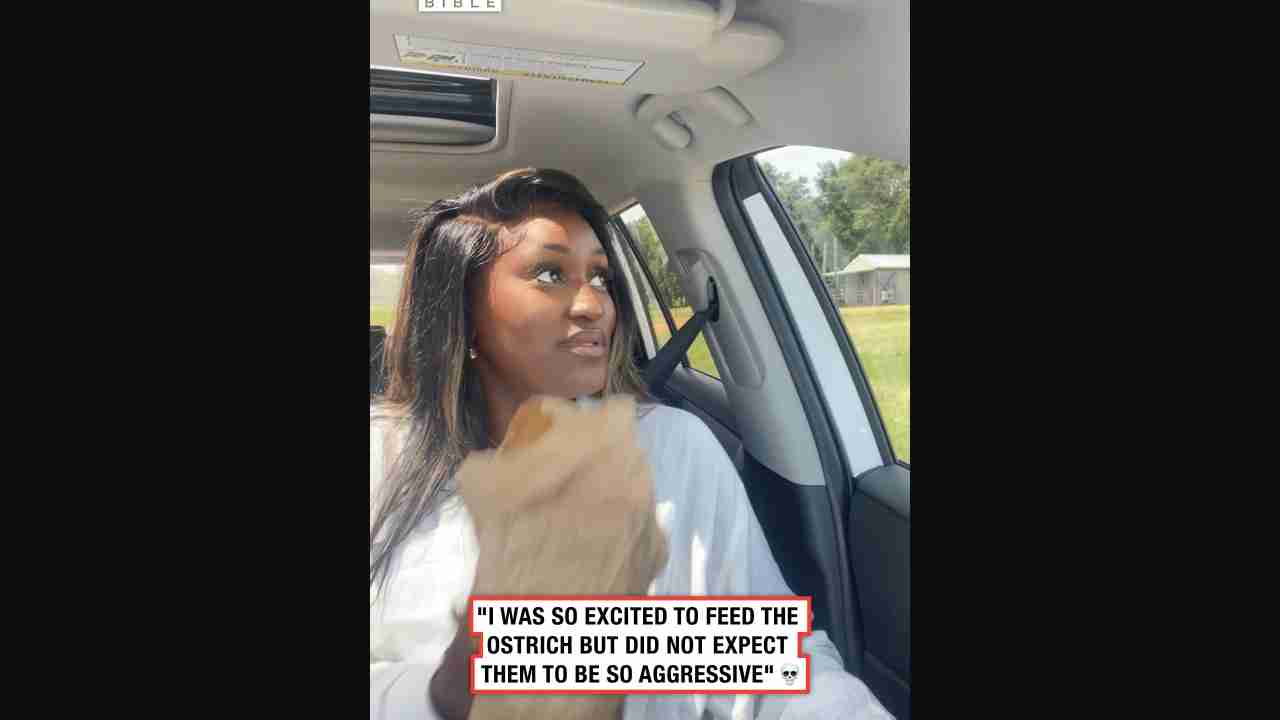 BIBLE
"I WAS SO EXCITED TO FEED THE
OSTRICH BUT DID NOT EXPECT
THEM TO BE SO AGGRESSIVE" 💀